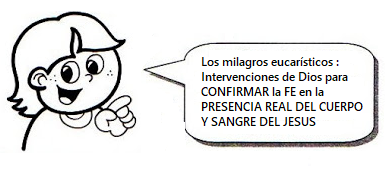 Los milagros eucarísticos :
Intervenciones de Dios para
CONFIRMAR la FE en la
PRESENCIA REAL DEL CUERPO
Y SANGRE DEL JESUS